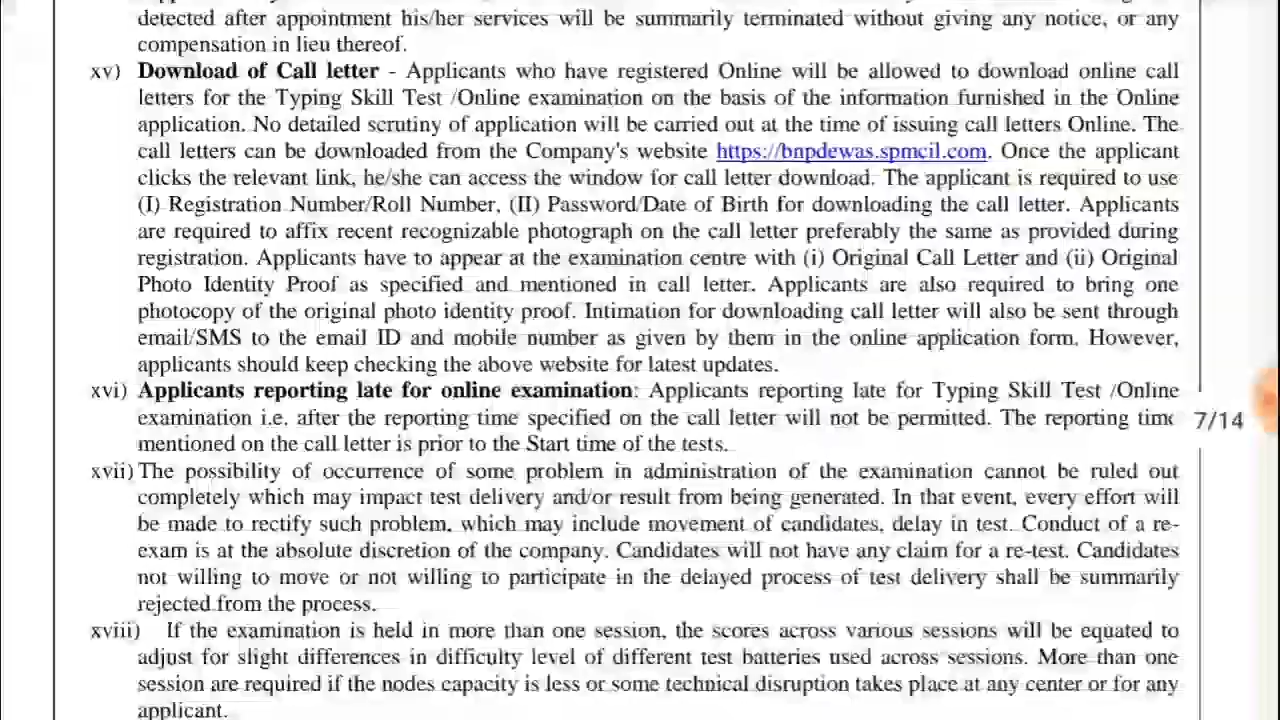 detected after appointment his/her services will be summarily terminated without giving any notice, or any
compensation in lieu thereof.
xv) Download of Call letter - Applicants who have registered Online will be allowed to download online call
letters for the Typing Skill Test /Online examination on the basis of the information furnished in the Online
application. No detailed scrutiny of application will be carried out at the time of issuing call letters Online. The
call letters can be downloaded from the Company's website https://bnpdewas.spmcil.com. Once the applicant
clicks the relevant link, he/she can access the window for call letter download. The applicant is required to use
(I) Registration Number/Roll Number, (II) Password/Date of Birth for downloading the call letter. Applicants
are required to affix recent recognizable photograph on the call letter preferably the same as provided during
registration. Applicants have to appear at the examination centre with (i) Original Call Letter and (ii) Original
Photo Identity Proof as specified and mentioned in call letter. Applicants are also required to bring one
photocopy of the original photo identity proof. Intimation for downloading call letter will also be sent through
email/SMS to the email ID and mobile number as given by them in the online application form. However,
applicants should keep checking the above website for latest updates.
xvi) Applicants reporting late for online examination: Applicants reporting late for Typing Skill Test /Online
examination i.e. after the reporting time specified on the call letter will not be permitted. The reporting time
7/14
mentioned on the call letter is prior to the Start time of the tests.
xvii) The possibility of occurrence of some problem in administration of the examination cannot be ruled out
completely which may impact test delivery and/or result from being generated. In that event, every effort will
be made to rectify such problem, which may include movement of candidates, delay in test. Conduct of a re-
exam is at the absolute discretion of the company. Candidates will not have any claim for a re-test. Candidates
not willing to move or not willing to participate in the delayed process of test delivery shall be summarily
rejected from the process.
xviii) If the examination is held in more than one session, the scores across various sessions will be equated to
adjust for slight differences in difficulty level of different test batteries used across sessions. More than one
session are required if the nodes capacity is less or some technical disruption takes place at any center or for any
applicant.